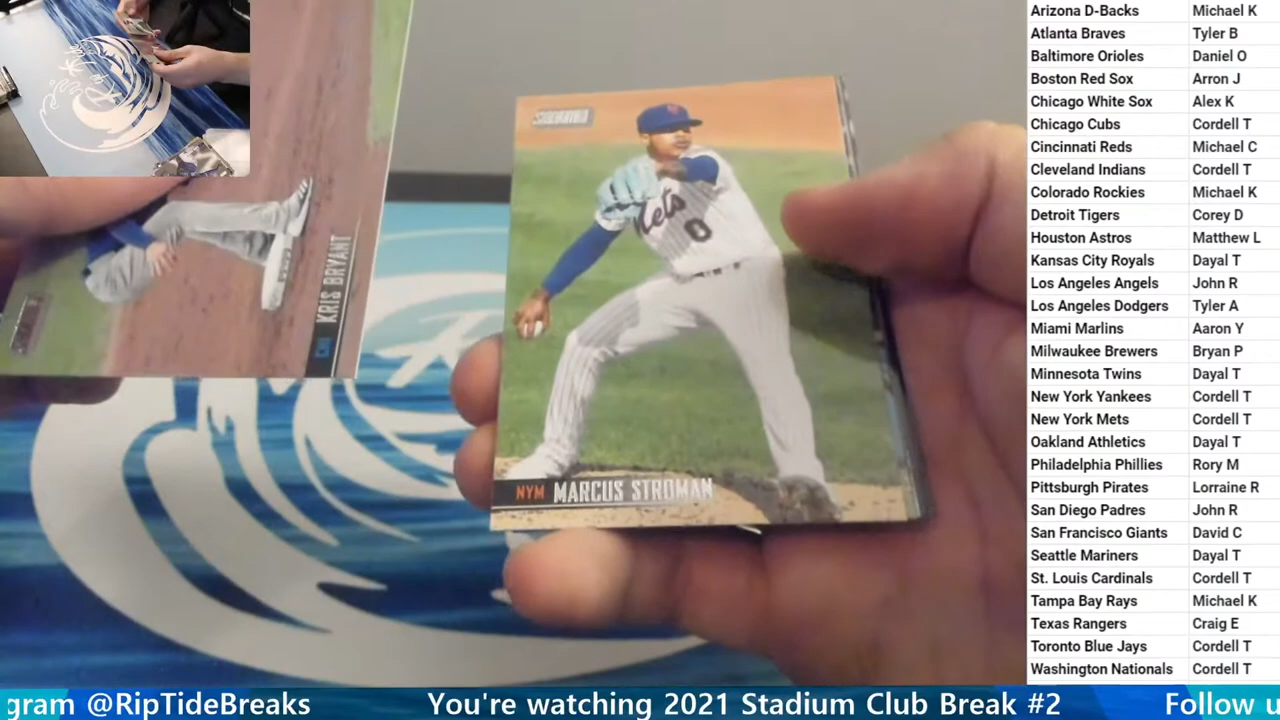 STADIUM CLUB
Mets
0
NYM MARCUS STROMAN
CHI KRIS BRYANT
Arizona D-Backs Michael K
Atlanta Braves Tyler B
Baltimore Orioles Daniel O
Boston Red Sox Arron J
Chicago White Sox Alex K
Chicago Cubs Cordell T
Cincinnati Reds Michael C
Cleveland Indians Cordell T
Colorado Rockies Michael K
Detroit Tigers Corey D
Houston Astros Matthew L
Kansas City Royals Dayal T
Los Angeles Angels John R
Los Angeles Dodgers Tyler A
Miami Marlins Aaron Y
Milwaukee Brewers Bryan P
Minnesota Twins Dayal T
New York Yankees Cordell T
New York Mets Cordell T
Oakland Athletics Dayal T
Philadelphia Phillies Rory M
Pittsburgh Pirates Lorraine R
San Diego Padres John R
San Francisco Giants David C
Seattle Mariners Dayal T
St. Louis Cardinals Cordell T
Tampa Bay Rays Michael K
Texas Rangers Craig E
Toronto Blue Jays Cordell T
Washington Nationals Cordell T
gram @RipTideBreaks You're watching 2021 Stadium Club Break #2 Follow u